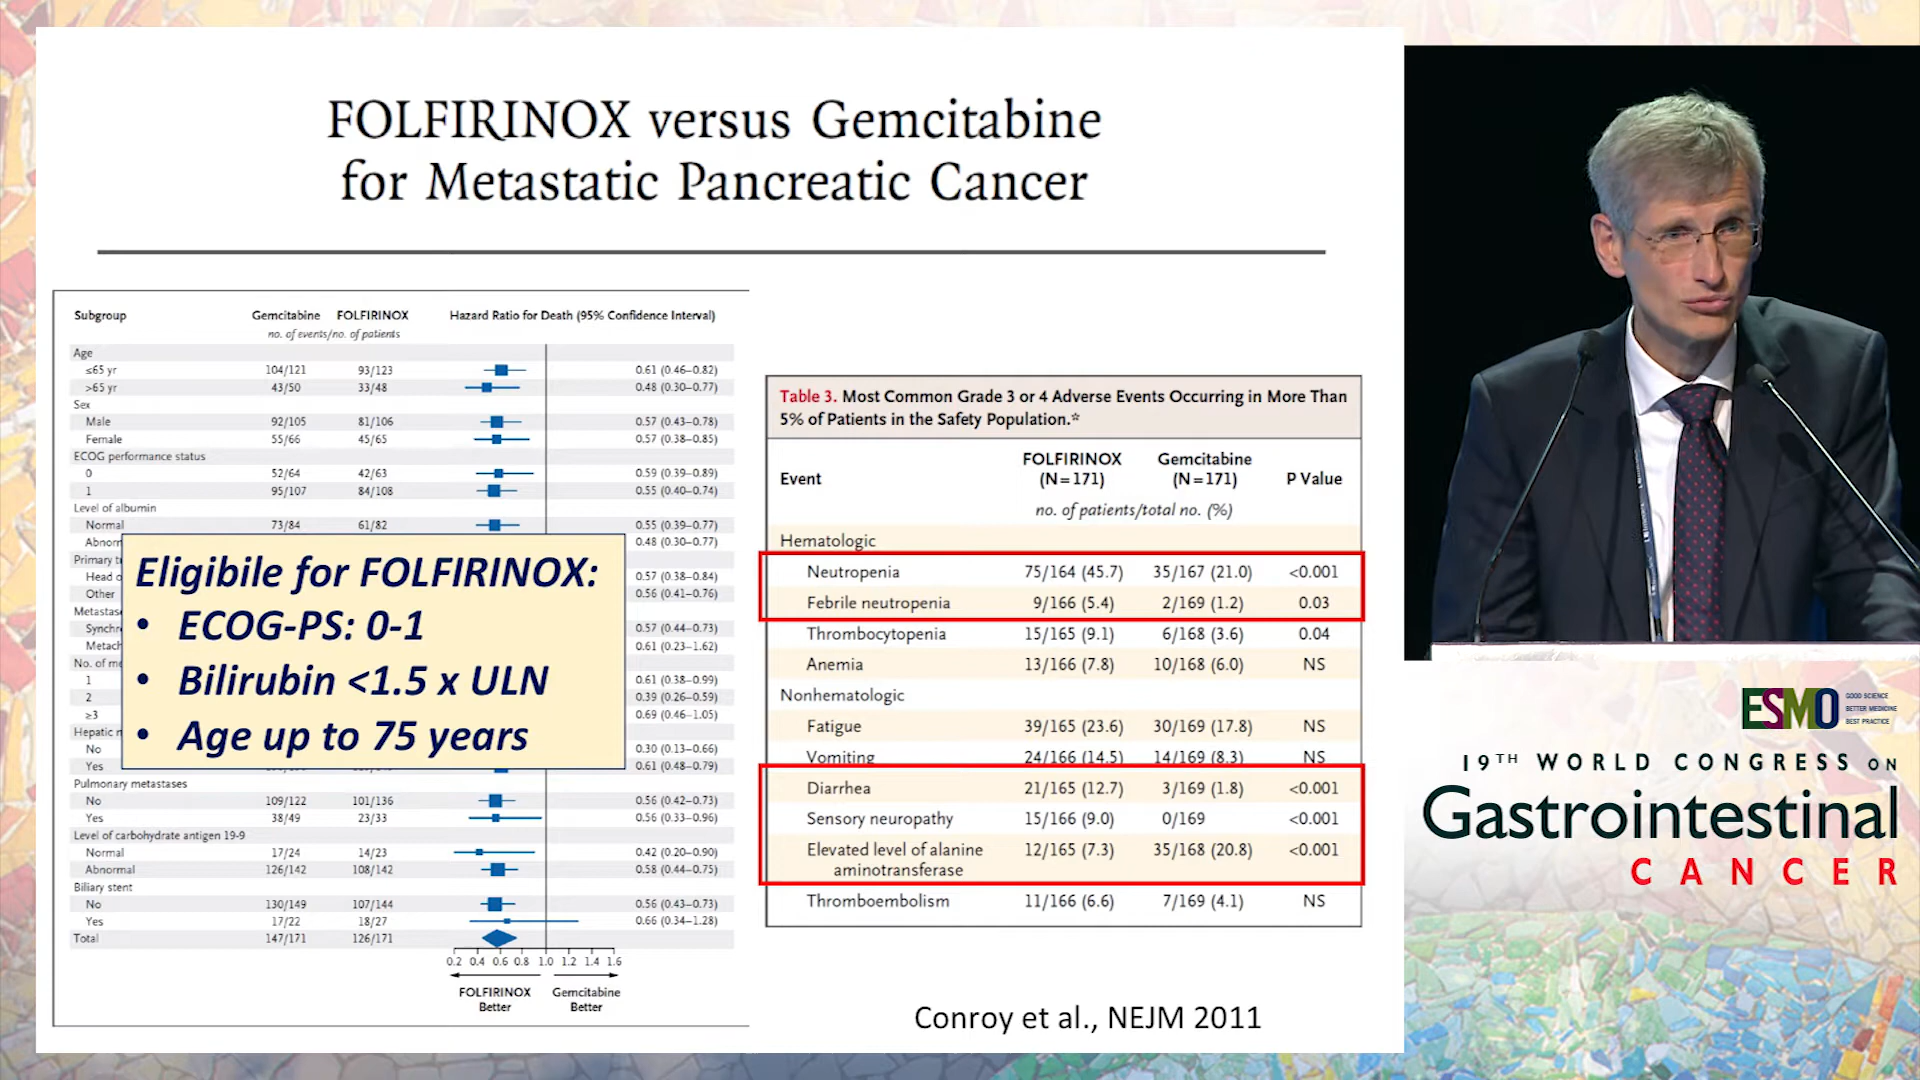 FOLFIRINOX versus Gemcitabine
for Metastatic Pancreatic Cancer
Subgroup Gemcitabine FOLFIRINOX Hazard Ratio for Death (95% Confidence Interval)
no. of events/no. of patients
Age
≤65 yr 104/121 93/123 0.61 (0.46–0.82)
>65 yr 43/50 33/48 0.48 (0.30–0.77)
Sex
Male 92/105 81/106 0.57 (0.43–0.78)
Female 55/66 45/65 0.57 (0.38–0.85)
ECOG performance status
0 52/64 42/63 0.59 (0.39–0.89)
1 95/107 84/108 0.55 (0.40–0.74)
Level of albumin
Normal 73/84 61/82 0.55 (0.39–0.77)
Abnorm 0.48 (0.30–0.77)
Primary t
Head o 0.57 (0.38–0.84)
Other 0.56 (0.41–0.76)
Metastase
Synchr 0.57 (0.44–0.73)
Metach 0.61 (0.23–1.62)
No. of me
1 0.61 (0.38–0.99)
2 0.39 (0.26–0.59)
≥3 0.69 (0.46–1.05)
Hepatic m
No 0.30 (0.13–0.66)
Yes 0.61 (0.48–0.79)
Pulmonary metastases
No 109/122 101/136 0.56 (0.42–0.73)
Yes 38/49 23/33 0.56 (0.33–0.96)
Level of carbohydrate antigen 19-9
Normal 17/24 14/23 0.42 (0.20–0.90)
Abnormal 126/142 108/142 0.58 (0.44–0.75)
Biliary stent
No 130/149 107/144 0.56 (0.43–0.73)
Yes 17/22 18/27 0.66 (0.34–1.28)
Total 147/171 126/171
0.2 0.4 0.6 0.8 1.0 1.2 1.4 1.6
FOLFIRINOX Gemcitabine
Better Better
Eligibile for FOLFIRINOX:
• ECOG-PS: 0-1
• Bilirubin <1.5 x ULN
• Age up to 75 years
Table 3. Most Common Grade 3 or 4 Adverse Events Occurring in More Than
5% of Patients in the Safety Population.*
FOLFIRINOX Gemcitabine
Event (N=171) (N=171) P Value
no. of patients/total no. (%)
Hematologic
Neutropenia 75/164 (45.7) 35/167 (21.0) <0.001
Febrile neutropenia 9/166 (5.4) 2/169 (1.2) 0.03
Thrombocytopenia 15/165 (9.1) 6/168 (3.6) 0.04
Anemia 13/166 (7.8) 10/168 (6.0) NS
Nonhematologic
Fatigue 39/165 (23.6) 30/169 (17.8) NS
Vomiting 24/166 (14.5) 14/169 (8.3) NS
Diarrhea 21/165 (12.7) 3/169 (1.8) <0.001
Sensory neuropathy 15/166 (9.0) 0/169 <0.001
Elevated level of alanine 12/165 (7.3) 35/168 (20.8) <0.001
aminotransferase
Thromboembolism 11/166 (6.6) 7/169 (4.1) NS
Conroy et al., NEJM 2011
ESMO
GOOD SCIENCE
BETTER MEDICINE
BEST PRACTICE
19TH WORLD CONGRESS ON
Gastrointestinal
CANCER